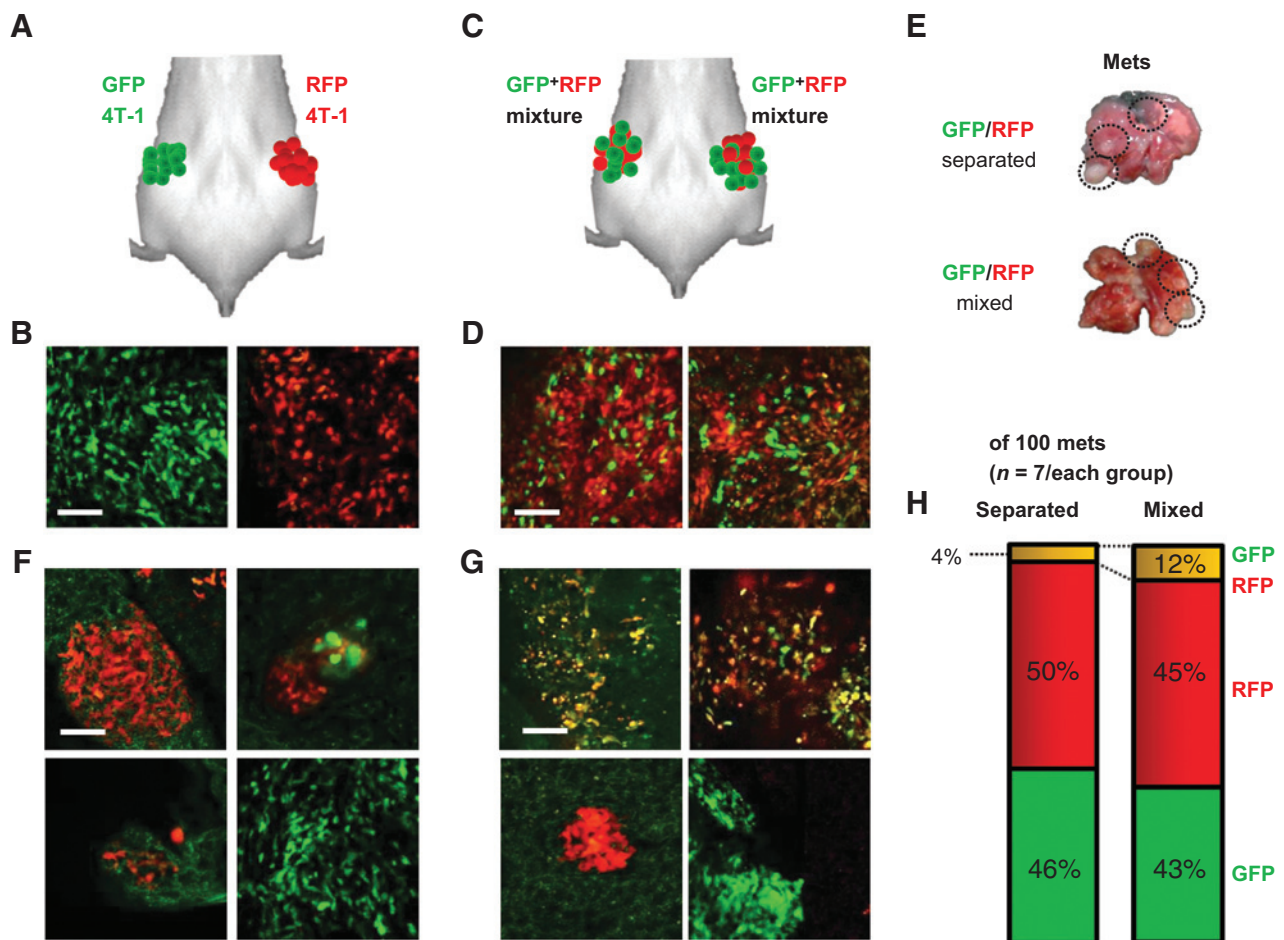 A
GFP
4T-1
RFP
4T-1
C
GFP+RFP
mixture
GFP+RFP
mixture
E
Mets
GFP/RFP
separated
GFP/RFP
mixed
B
D
of 100 mets
(n = 7/each group)
H
Separated
Mixed
4%
12%
GFP
RFP
50%
45%
RFP
46%
43%
GFP
F
G